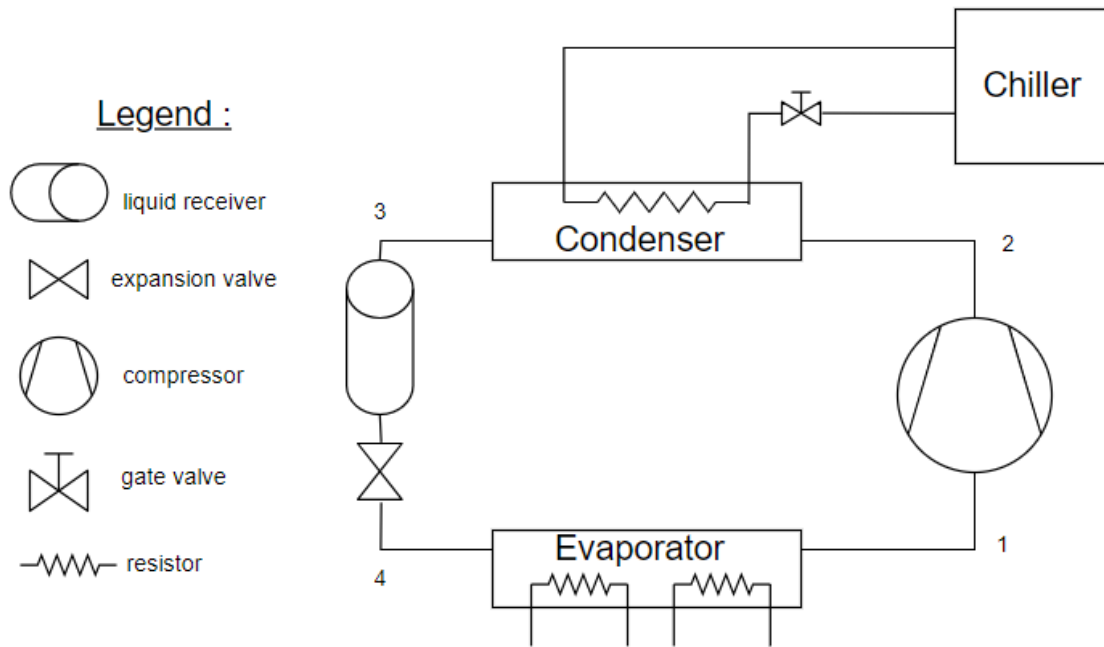 Legend :
liquid receiver
expansion valve
compressor
gate valve
resistor
Chiller
3
Condenser
2
Evaporator
1
4